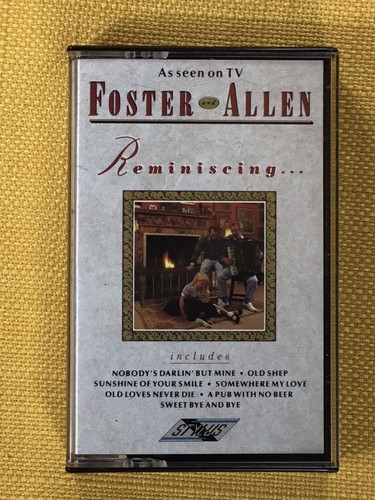 As seen on TV
FOSTER and ALLEN
Reminiscing...
includes
NOBODY'S DARLIN' BUT MINE • OLD SHEP
SUNSHINE OF YOUR SMILE • SOMEWHERE MY LOVE
OLD LOVES NEVER DIE • A PUB WITH NO BEER
SWEET BYE AND BYE
STYLUS